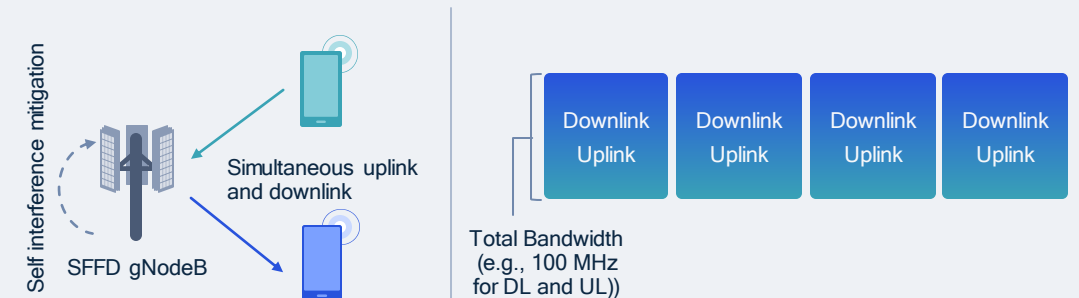 Self interference mitigation
Simultaneous uplink
and downlink
SFFD gNodeB
Downlink
Uplink
Downlink
Uplink
Downlink
Uplink
Downlink
Uplink
Total Bandwidth
(e.g., 100 MHz
for DL and UL))